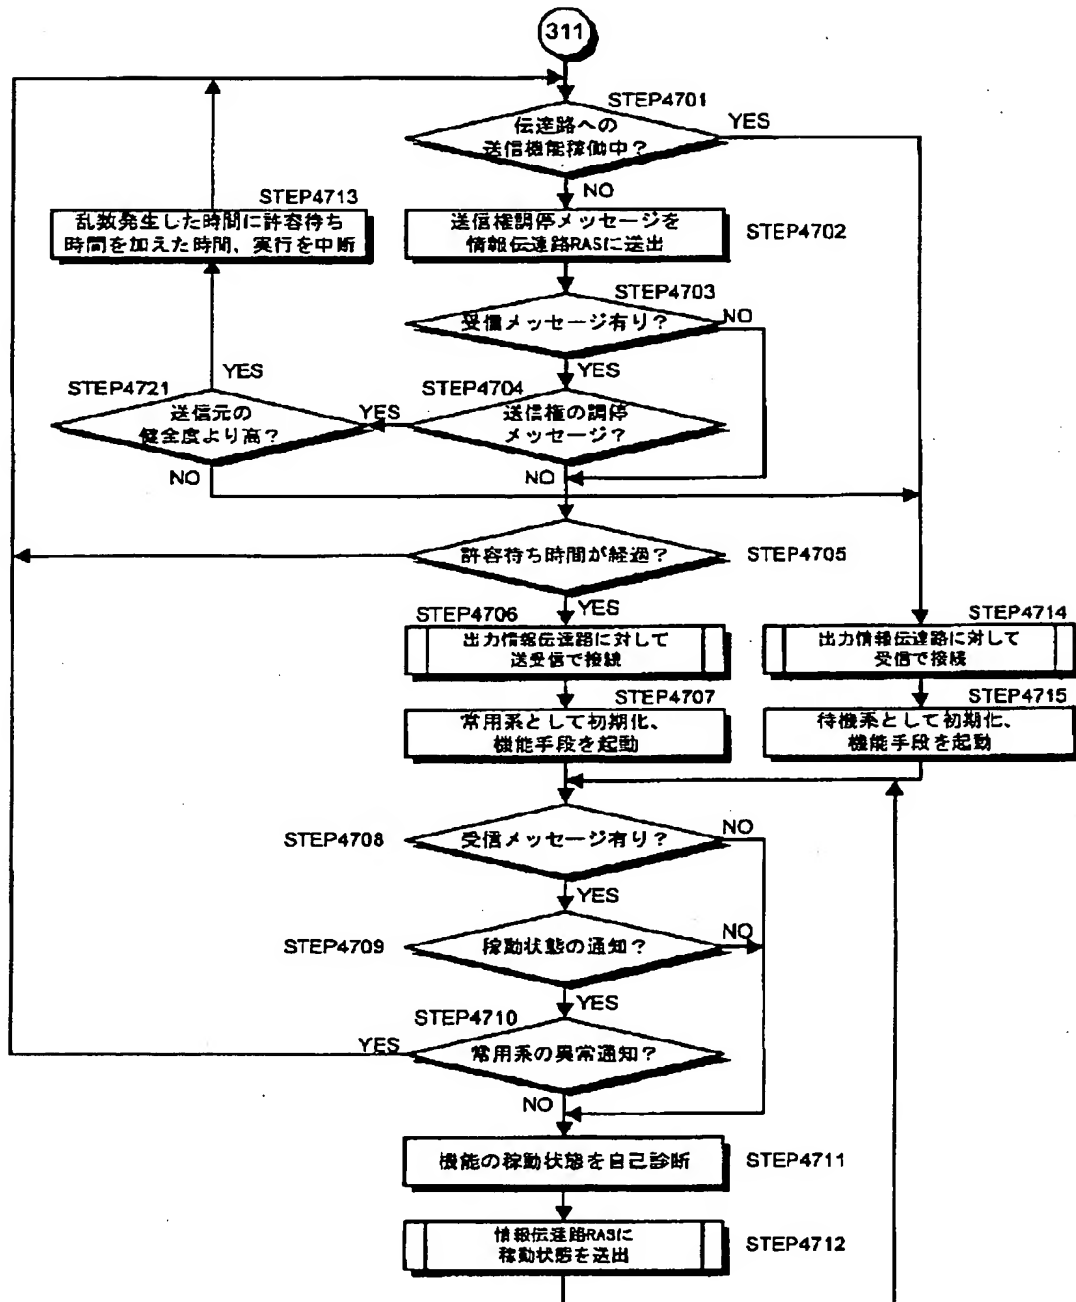 311
STEP4701
伝達路への
送信機能稼働中？
YES
NO
STEP4713
乱数発生した時間に許容待ち
時間を加えた時間、実行を中断
送信権調停メッセージを
情報伝達路RASに送出
STEP4702
STEP4703
受信メッセージ有り？
NO
YES
STEP4721
YES
送信元の
健全度より高？
YES
NO
STEP4704
送信権の調停
メッセージ？
NO
許容待ち時間が経過？
STEP4705
YES
STEP4706
出力情報伝達路に対して
送受信で接続
STEP4714
出力情報伝達路に対して
受信で接続
STEP4707
常用系として初期化、
機能手段を起動
STEP4715
待機系として初期化、
機能手段を起動
STEP4708
受信メッセージ有り？
NO
YES
STEP4709
稼動状態の通知？
NO
YES
STEP4710
YES
常用系の異常通知？
NO
機能の稼動状態を自己診断
STEP4711
情報伝達路RASに
稼動状態を送出
STEP4712